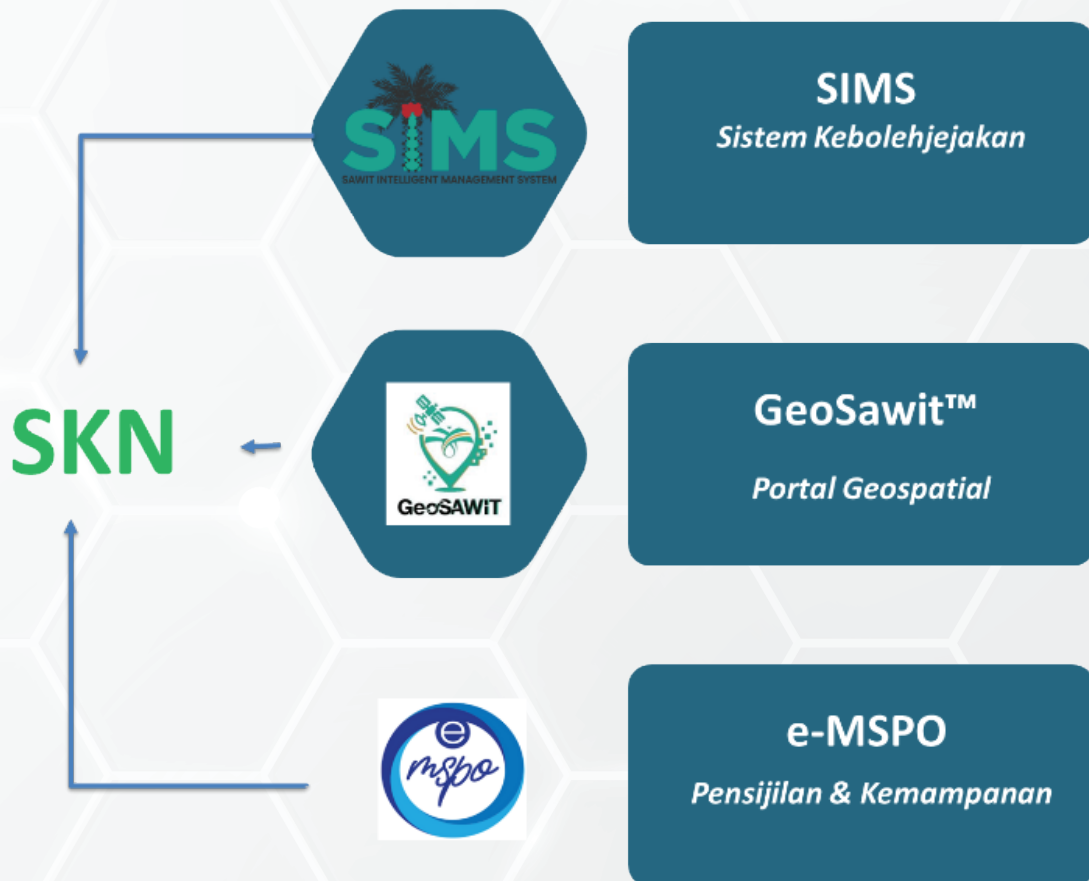 SIMS
SAWIT INTELLIGENT MANAGEMENT SYSTEM
SIMS
Sistem Kebolehjejakan
SKN
GeoSAWIT
GeoSawit™
Portal Geospatial
e
mspo
e-MSPO
Pensijilan & Kemampanan